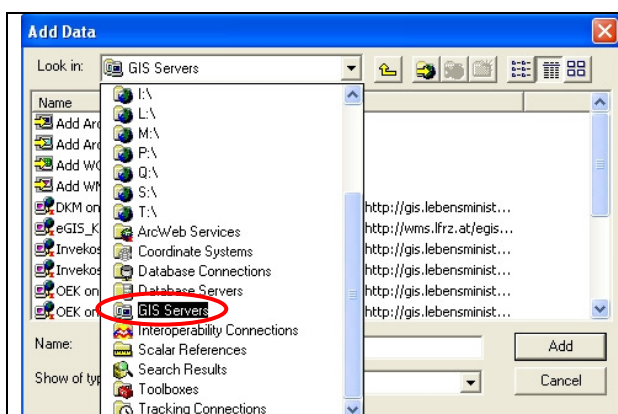 Add Data
Look in: GIS Servers
Name
I:\
L:\
M:\
P:\
Q:\
S:\
T:\
ArcWeb Services
Coordinate Systems
Database Connections
Database Servers
GIS Servers
Interoperability Connections
Scalar References
Search Results
Toolboxes
Tracking Connections
Add Arc
Add Arc
Add WC
Add WM
DKM on
eGIS_K
Invekos
Invekos
OEK on
OEK on
http://gis.lebensminist...
http://wms.lfrz.at/egis...
http://gis.lebensminist...
http://gis.lebensminist...
http://gis.lebensminist...
http://gis.lebensminist...
Name:
Add
Show of typ
Cancel